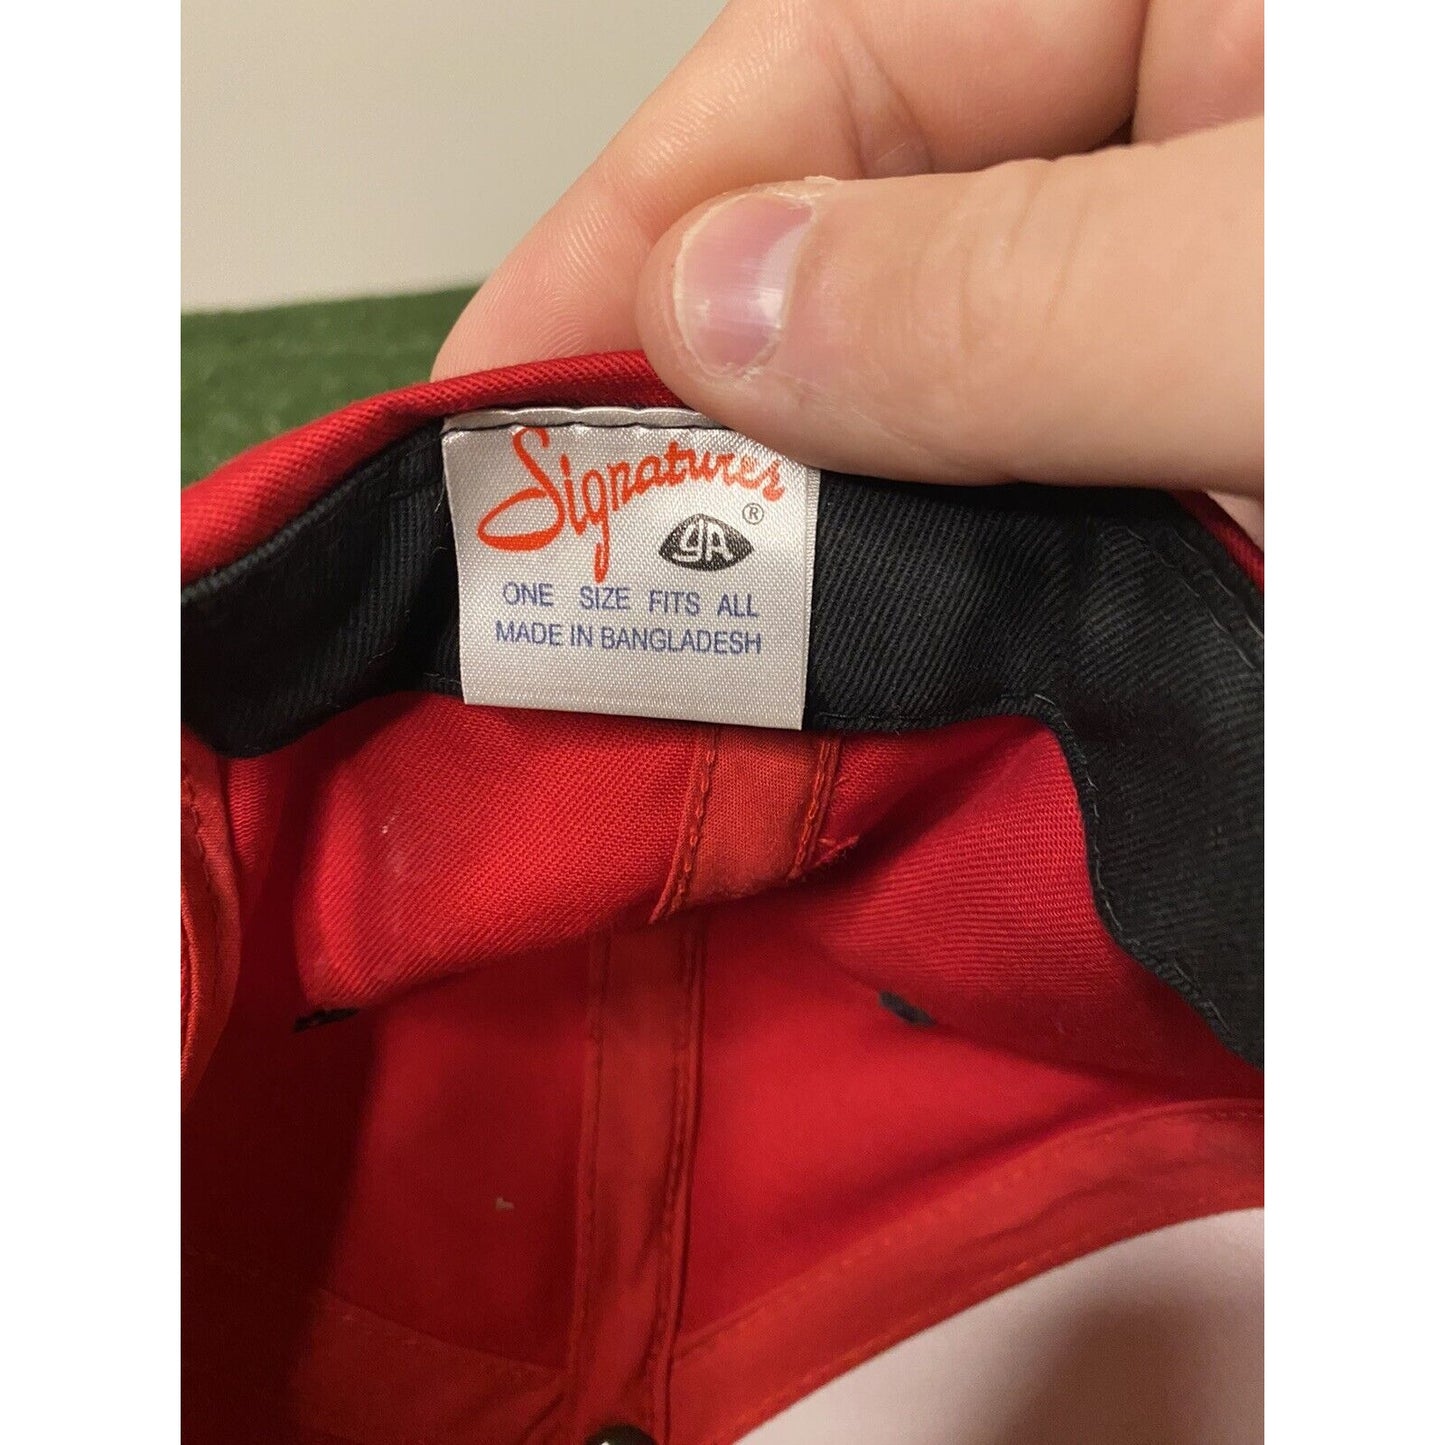 Signatures
®
YA
ONE SIZE FITS ALL
MADE IN BANGLADESH